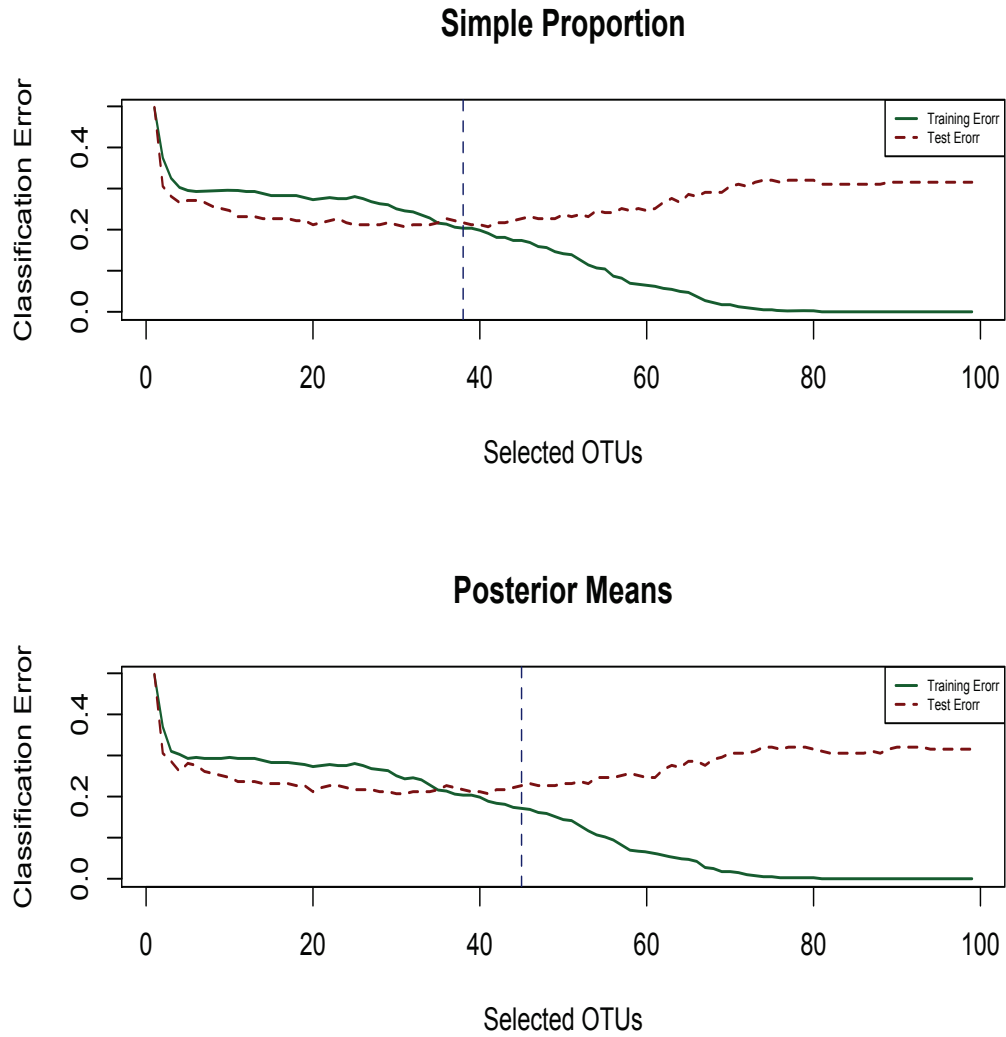 Simple Proportion
Classification Error
0.4
0.2
0.0
Training Erorr
Test Erorr
0 20 40 60 80 100
Selected OTUs
Posterior Means
Classification Error
0.4
0.2
0.0
Training Erorr
Test Erorr
0 20 40 60 80 100
Selected OTUs